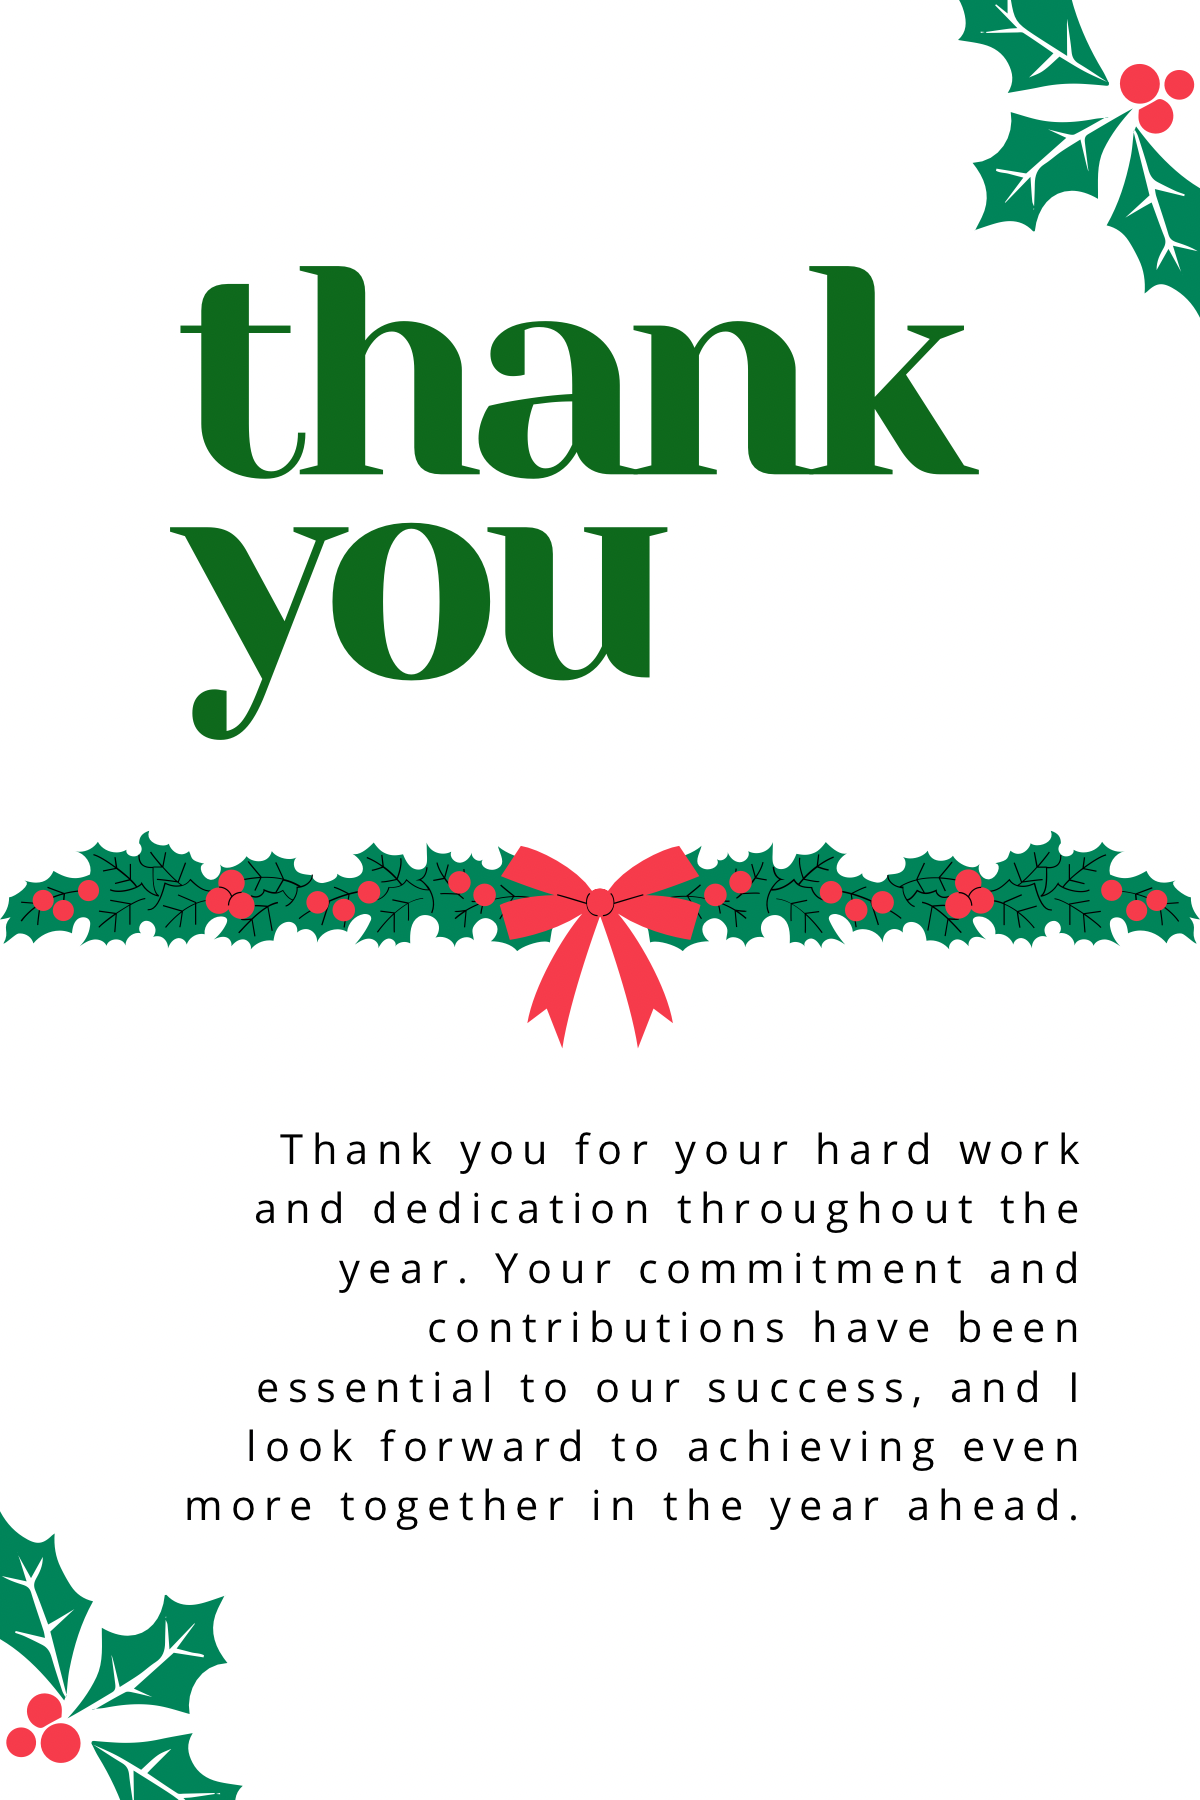 thank
you
Thank you for your hard work
and dedication throughout the
year. Your commitment and
contributions have been
essential to our success, and I
look forward to achieving even
more together in the year ahead.